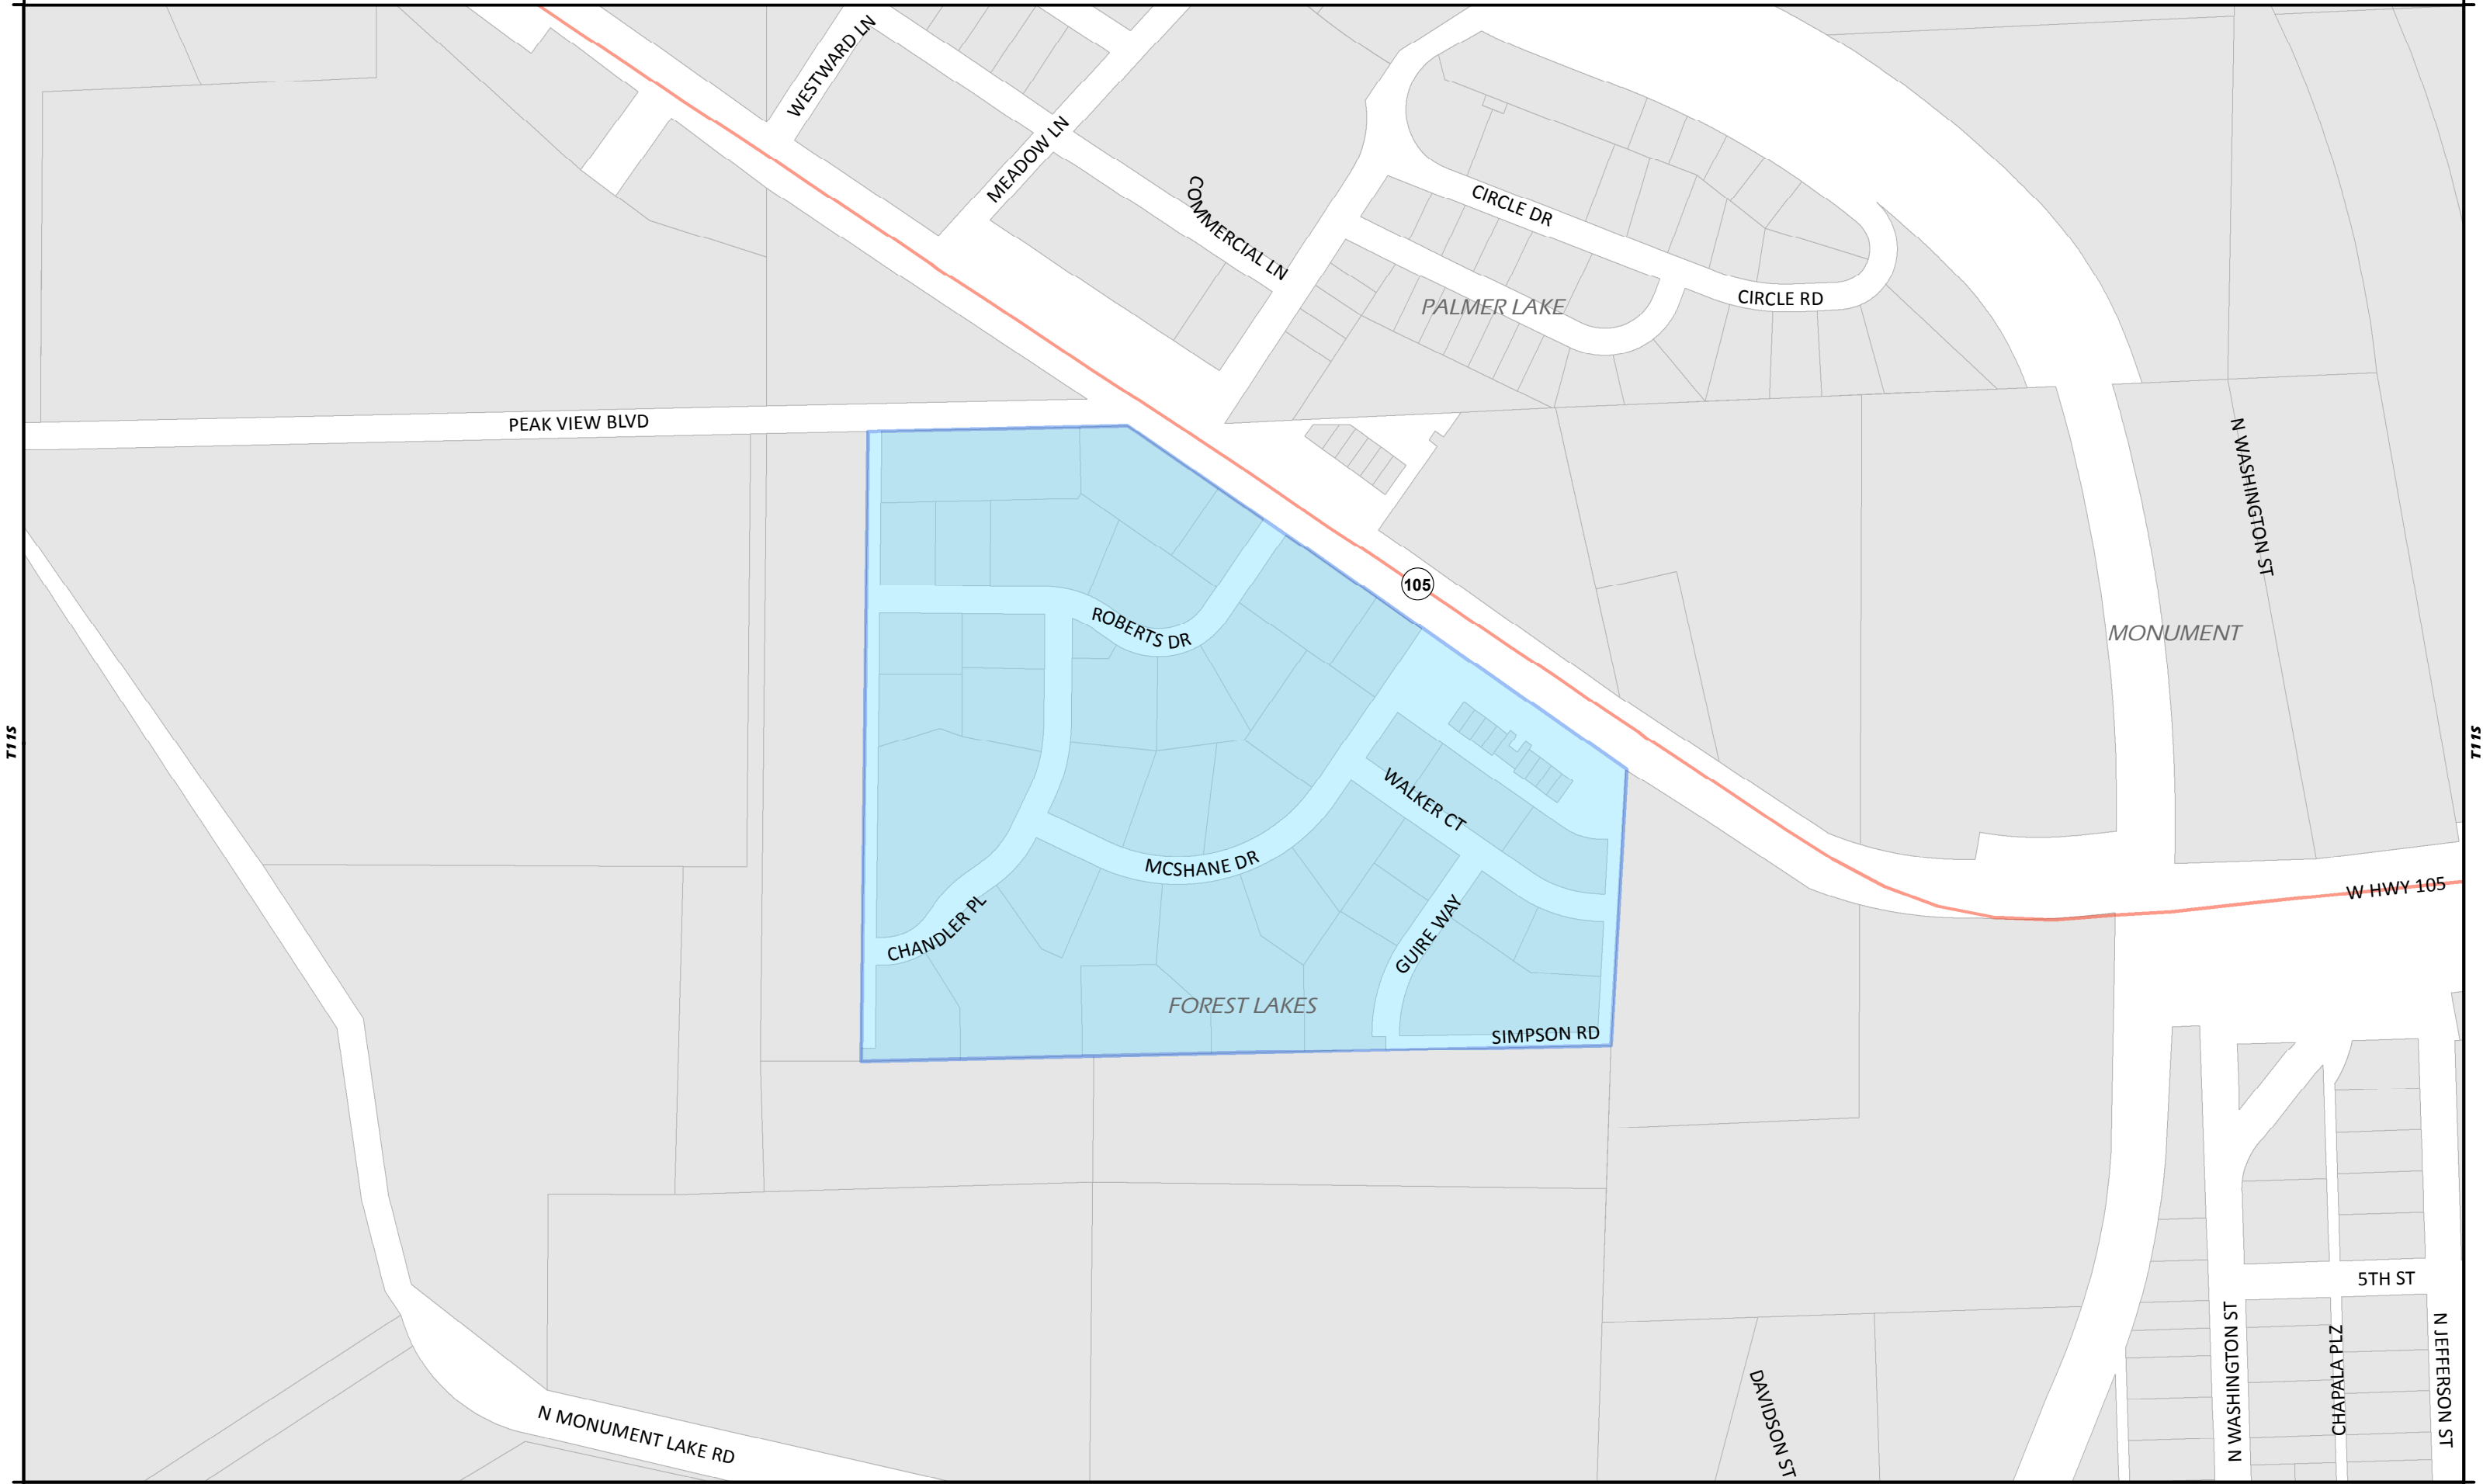 WESTWARD LN
MEADOW LN
COMMERCIAL LN
CIRCLE DR
CIRCLE RD
PALMER LAKE
PEAK VIEW BLVD
N WASHINGTON ST
105
ROBERTS DR
MONUMENT
T11S
T11S
WALKER CT
MCSHANE DR
W HWY 105
CHANDLER PL
GUIRE WAY
FOREST LAKES
SIMPSON RD
5TH ST
N WASHINGTON ST
CHAPALA PLZ
N JEFFERSON ST
DAVIDSON ST
N MONUMENT LAKE RD